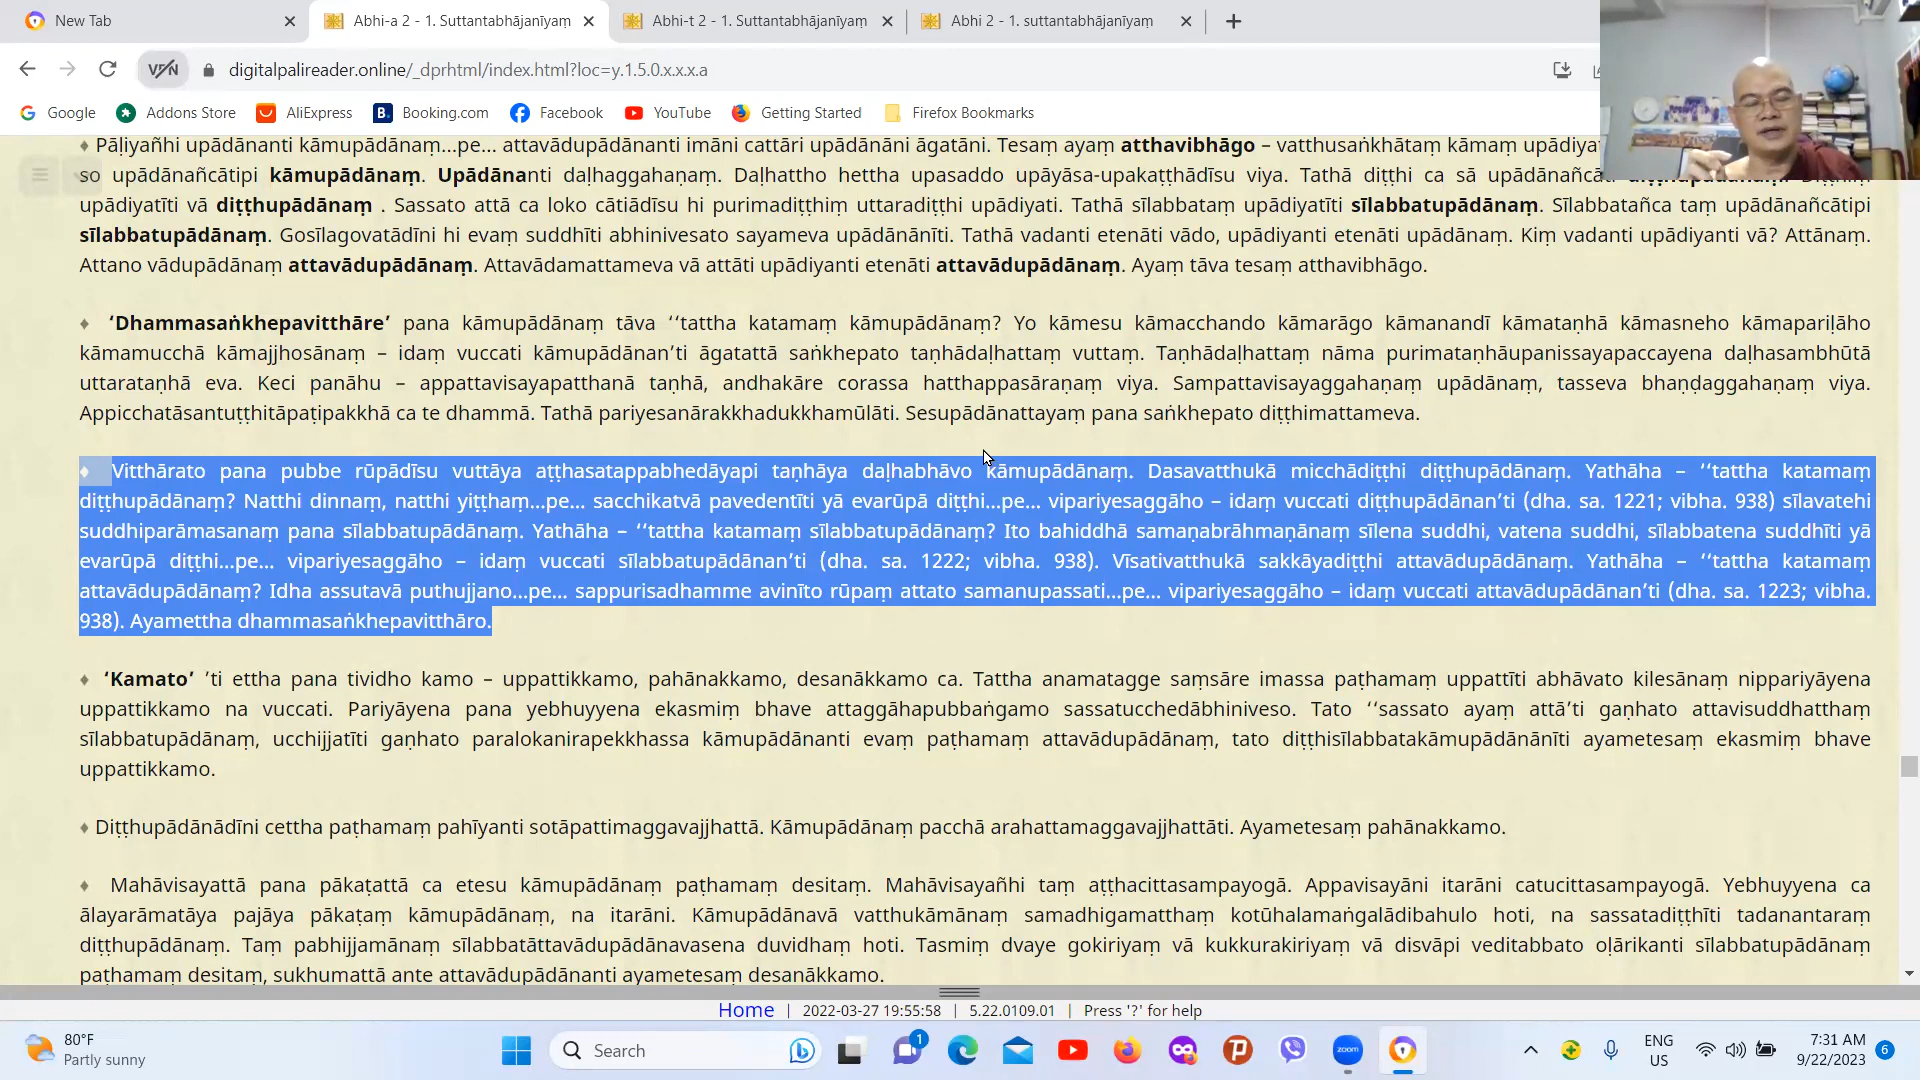 New Tab
Abhi-a 2 - 1. Suttantabhājanīyaṃ
Abhi-t 2 - 1. Suttantabhājanīyaṃ
Abhi 2 - 1. suttantabhājanīyaṃ
VPN
digitalpalireader.online/_dprhtml/index.html?loc=y.1.5.0.x.x.x.a
Google Addons Store AliExpress Booking.com Facebook YouTube Getting Started Firefox Bookmarks
♦ Pāḷiyañhi upādānanti kāmupādānaṃ...pe... attavādupādānanti imāni cattāri upādānāni āgatāni. Tesaṃ ayaṃ atthavibhāgo – vatthusaṅkhātaṃ kāmaṃ
so upādānañcātipi kāmupādānaṃ. Upādānanti daḷhaggahaṇaṃ. Daḷhattho hettha upasaddo upāyāsa-upakaṭṭhādīsu viya. Tathā diṭṭhi ca sā
upādiyatīti vā diṭṭhupādānaṃ . Sassato attā ca loko cātiādīsu hi purimadiṭṭhiṃ uttaradiṭṭhi upādiyati. Tathā sīlabbataṃ upādiyatīti sīlabbatupādānaṃ. Sīlabbatañca taṃ upādānañcātipi
sīlabbatupādānaṃ. Gosīlagovatādīni hi evaṃ suddhīti abhinivesato sayameva upādānānīti. Tathā vadanti etenāti vādo, upādiyanti etenāti upādānaṃ. Kiṃ vadanti upādiyanti vā? Attānaṃ.
Attano vādupādānaṃ attavādupādānaṃ. Attavādamattameva vā attāti upādiyanti etenāti attavādupādānaṃ. Ayaṃ tāva tesaṃ atthavibhāgo.
♦ ‘Dhammasaṅkhepavitthāre’ pana kāmupādānaṃ tāva ‘‘tattha katamaṃ kāmupādānaṃ? Yo kāmesu kāmacchando kāmarāgo kāmanandī kāmataṇhā kāmasneho kāmapariḷāho
kāmamucchā kāmajjhosānaṃ – idaṃ vuccati kāmupādānan’ti āgatattā saṅkhepato taṇhādaḷhattaṃ vuttaṃ. Taṇhādaḷhattaṃ nāma purimataṇhāupanissayapaccayena daḷhasambhūtā
uttarataṇhā eva. Keci panāhu – appattavisayapatthanā taṇhā, andhakāre corassa hatthappasāraṇaṃ viya. Sampattavisayaggahaṇaṃ upādānaṃ, tasseva bhaṇḍaggahaṇaṃ viya.
Appicchatāsantuṭṭhitāpaṭipakkhā ca te dhammā. Tathā pariyesanārakkhadukkhamūlāti. Sesupādānattayaṃ pana saṅkhepato diṭṭhimattameva.
♦ Vitthārato pana pubbe rūpādīsu vuttāya aṭṭhasatappabhedāyapi taṇhāya daḷhabhāvo kāmupādānaṃ. Dasavatthukā micchādiṭṭhi diṭṭhupādānaṃ. Yathāha – ‘‘tattha katamaṃ
diṭṭhupādānaṃ? Natthi dinnaṃ, natthi yiṭṭhaṃ...pe... sacchikatvā pavedentīti yā evarūpā diṭṭhi...pe... vipariyesaggāho – idaṃ vuccati diṭṭhupādānan’ti (dha. sa. 1221; vibha. 938) sīlavatehi
suddhiparāmasanaṃ pana sīlabbatupādānaṃ. Yathāha – ‘‘tattha katamaṃ sīlabbatupādānaṃ? Ito bahiddhā samaṇabrāhmaṇānaṃ sīlena suddhi, vatena suddhi, sīlabbatena suddhīti yā
evarūpā diṭṭhi...pe... vipariyesaggāho – idaṃ vuccati sīlabbatupādānan’ti (dha. sa. 1222; vibha. 938). Vīsativatthukā sakkāyadiṭṭhi attavādupādānaṃ. Yathāha – ‘‘tattha katamaṃ
attavādupādānaṃ? Idha assutavā puthujjano...pe... sappurisadhamme avinīto rūpaṃ attato samanupassati...pe... vipariyesaggāho – idaṃ vuccati attavādupādānan’ti (dha. sa. 1223; vibha.
938). Ayamettha dhammasaṅkhepavitthāro.
♦ ‘Kamato’ ’ti ettha pana tividho kamo – uppattikkamo, pahānakkamo, desanākkamo ca. Tattha anamatagge saṃsāre imassa paṭhamaṃ uppattīti abhāvato kilesānaṃ nippariyāyena
uppattikkamo na vuccati. Pariyāyena pana yebhuyyena ekasmiṃ bhave attaggāhapubbaṅgamo sassatucchedābhiniveso. Tato ‘‘sassato ayaṃ attā’ti gaṇhato attavisuddhatthaṃ
sīlabbatupādānaṃ, ucchijjatīti gaṇhato paralokanirapekkhassa kāmupādānanti evaṃ paṭhamaṃ attavādupādānaṃ, tato diṭṭhisīlabbatakāmupādānānīti ayametesaṃ ekasmiṃ bhave
uppattikkamo.
♦ Diṭṭhupādānādīni cettha paṭhamaṃ pahīyanti sotāpattimaggavajjhattā. Kāmupādānaṃ pacchā arahattamaggavajjhattāti. Ayametesaṃ pahānakkamo.
♦ Mahāvisayattā pana pākaṭattā ca etesu kāmupādānaṃ paṭhamaṃ desitaṃ. Mahāvisayañhi taṃ aṭṭhacittasampayogā. Appavisayāni itarāni catucittasampayogā. Yebhuyyena ca
ālayarāmatāya pajāya pākaṭaṃ kāmupādānaṃ, na itarāni. Kāmupādānavā vatthukāmānaṃ samadhigamatthaṃ kotūhalamaṅgalādibahulo hoti, na sassatadiṭṭhīti tadanantaraṃ
diṭṭhupādānaṃ. Taṃ pabhijjamānaṃ sīlabbatāttavādupādānavasena duvidhaṃ hoti. Tasmiṃ dvaye gokiriyaṃ vā kukkurakiriyaṃ vā disvāpi veditabbato oḷārikanti sīlabbatupādānaṃ
paṭhamaṃ desitaṃ, sukhumattā ante attavādupādānanti ayametesaṃ desanākkamo.
Home | 2022-03-27 19:55:58 | 5.22.0109.01 | Press '?' for help
80°F
Partly sunny
Search
1
zoom
ENG
US
7:31 AM
9/22/2023
6